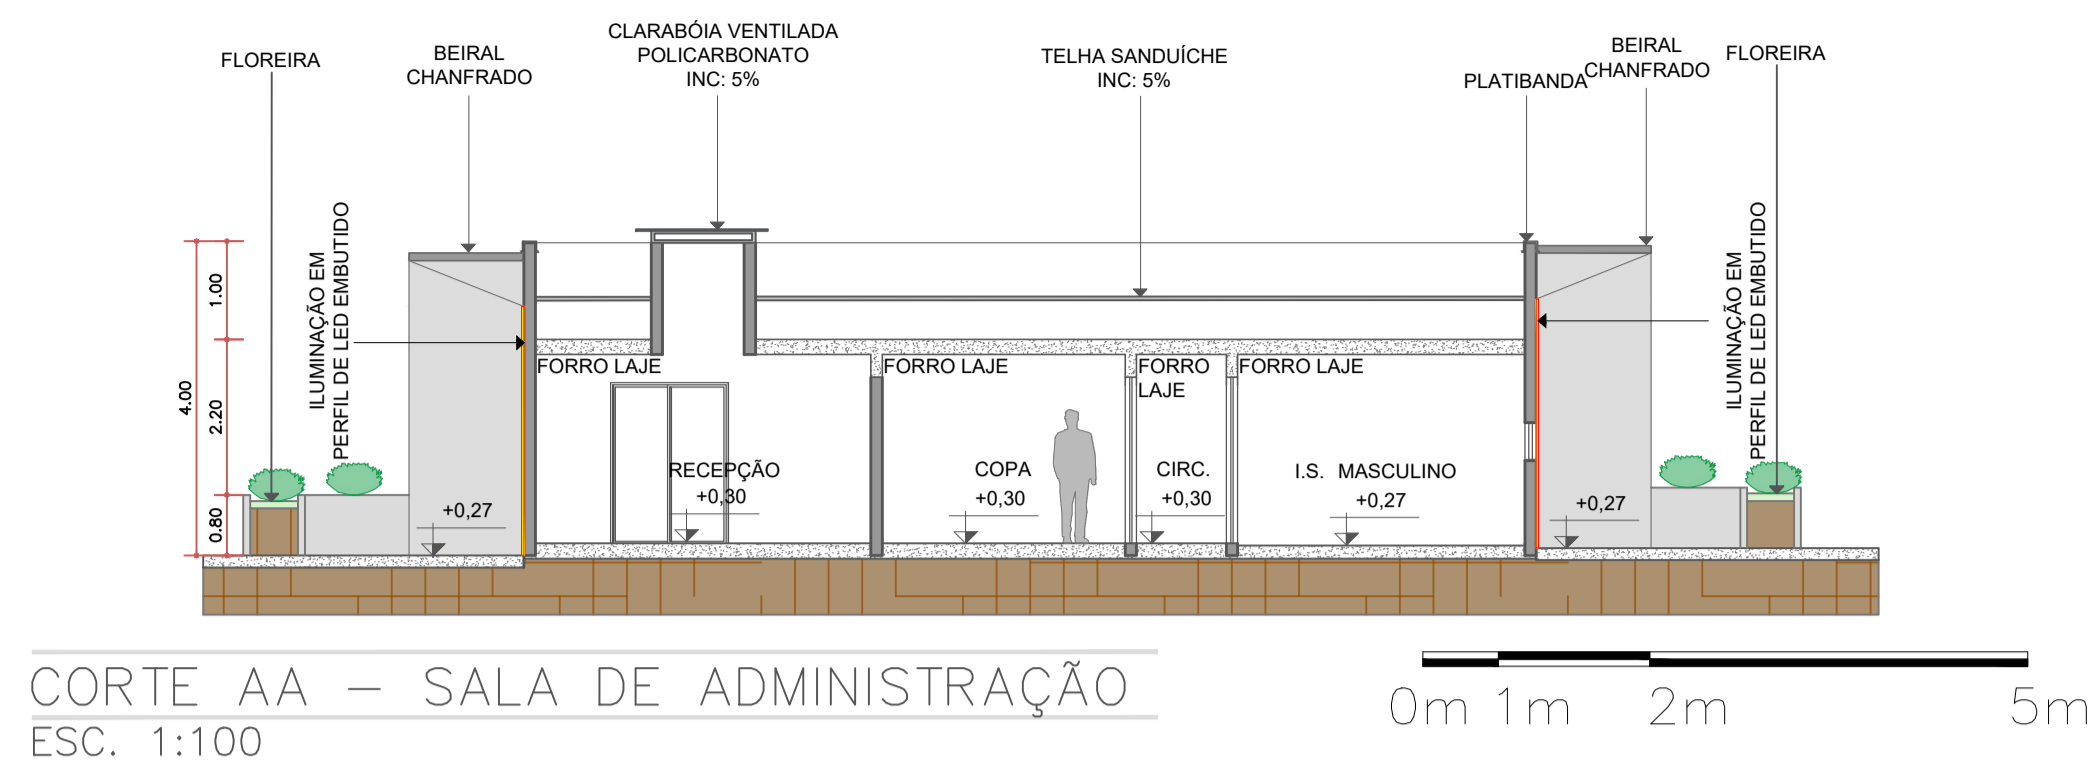 FLOREIRA
BEIRAL
CHANFRADO
CLARABÓIA VENTILADA
POLICARBONATO
INC: 5%
TELHA SANDUÍCHE
INC: 5%
PLATIBANDA
BEIRAL
CHANFRADO
FLOREIRA
4.00
1.00
2.20
0.80
ILUMINAÇÃO EM
PERFIL DE LED EMBUTIDO
ILUMINAÇÃO EM
PERFIL DE LED EMBUTIDO
FORRO LAJE
FORRO LAJE
FORRO
LAJE
FORRO LAJE
+0,27
RECEPÇÃO
+0,30
COPA
+0,30
CIRC.
+0,30
I.S. MASCULINO
+0,27
+0,27
CORTE AA - SALA DE ADMINISTRAÇÃO
ESC. 1:100
0m 1m 2m 5m